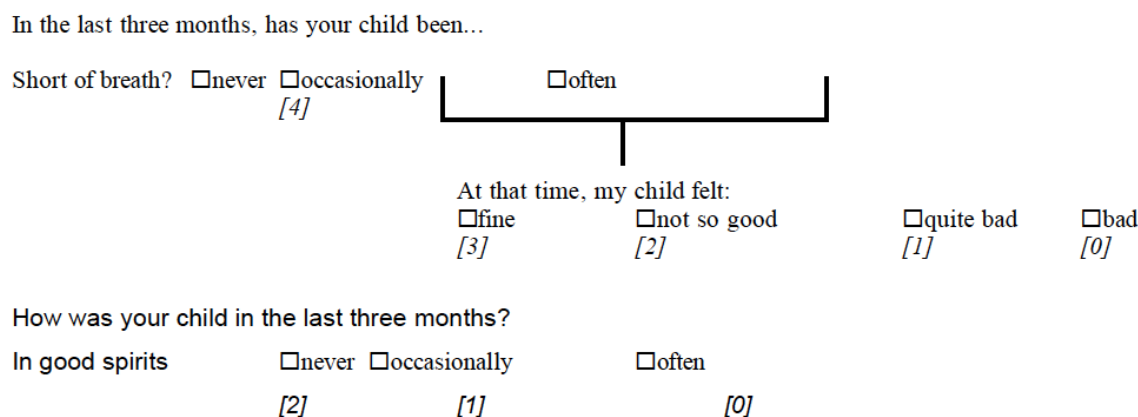 In the last three months, has your child been...
Short of breath? □never □occasionally □often
[4]
At that time, my child felt:
□fine □not so good □quite bad □bad
[3] [2] [1] [0]
How was your child in the last three months?
In good spirits □never □occasionally □often
[2] [1] [0]